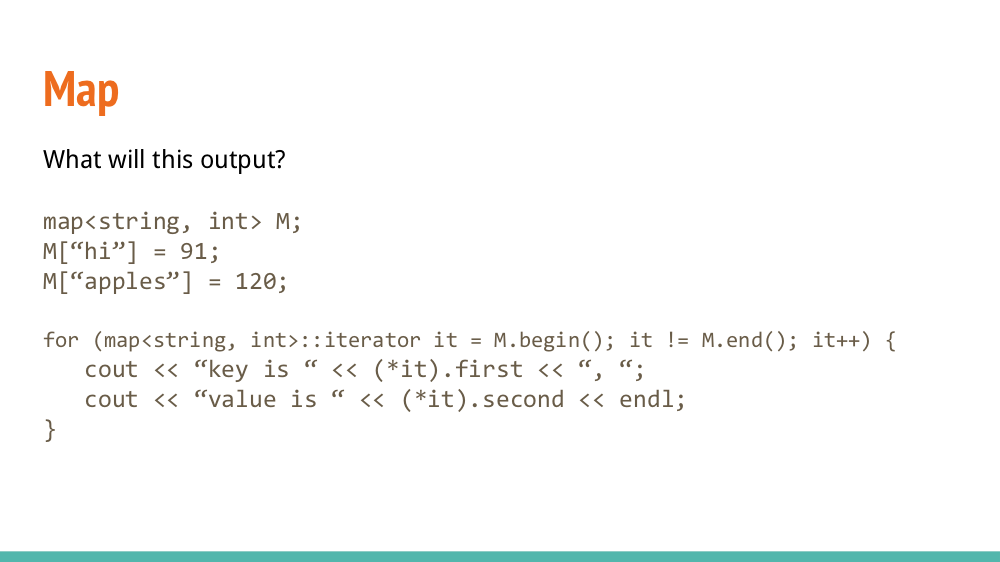 Map
What will this output?
map<string, int> M;
M[“hi”] = 91;
M[“apples”] = 120;
for (map<string, int>::iterator it = M.begin(); it != M.end(); it++) {
cout << “key is “ << (*it).first << “, “;
cout << “value is “ << (*it).second << endl;
}